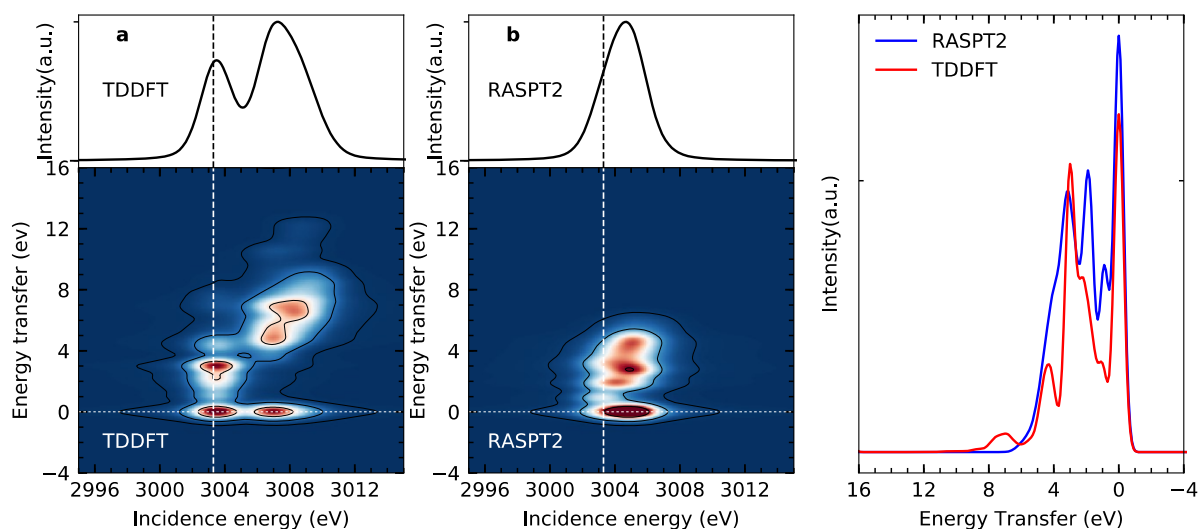 a
TDDFT
Intensity(a.u.)
b
RASPT2
Intensity(a.u.)
16
12
8
4
0
−4
Energy transfer (ev)
TDDFT
2996 3000 3004 3008 3012
Incidence energy (eV)
16
12
8
4
0
−4
Energy transfer (ev)
RASPT2
2996 3000 3004 3008 3012
Incidence energy (eV)
RASPT2
TDDFT
Intensity(a.u.)
16 12 8 4 0 −4
Energy Transfer (eV)